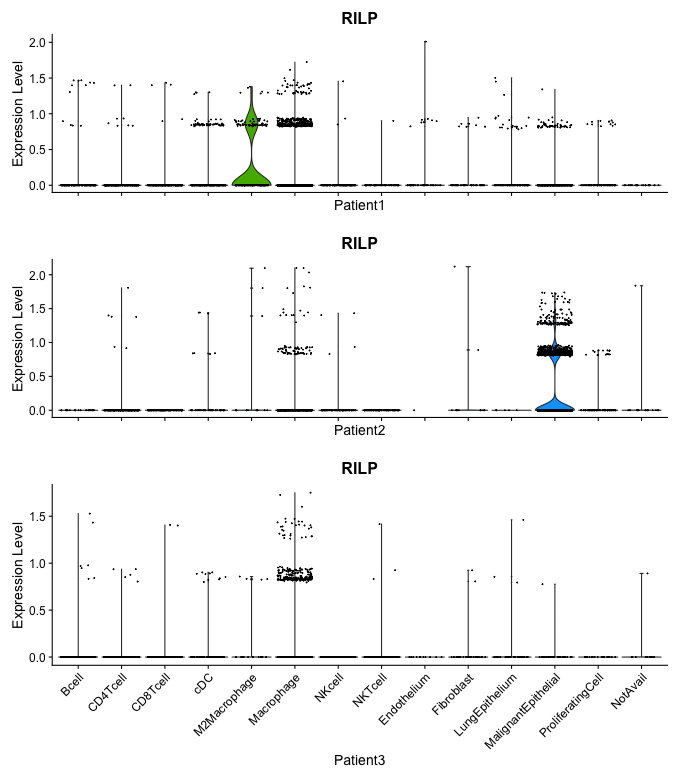 RILP
Expression Level
2.0
1.5
1.0
0.5
0.0
Patient1
RILP
Expression Level
2.0
1.5
1.0
0.5
0.0
Patient2
RILP
Expression Level
1.5
1.0
0.5
0.0
Bcell
CD4Tcell
CD8Tcell
cDC
M2Macrophage
Macrophage
NKcell
NKTcell
Endothelium
Fibroblast
LungEpithelium
MalignantEpithelial
ProliferatingCell
NotAvail
Patient3